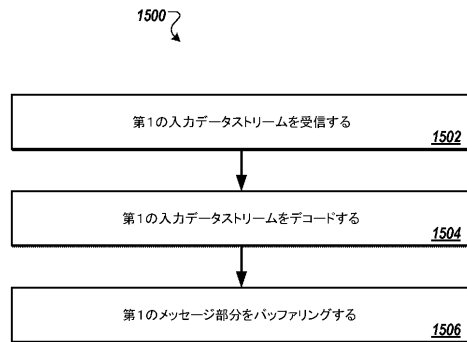 1500
第1の入力データストリームを受信する
1502
第1の入力データストリームをデコードする
1504
第1のメッセージ部分をバッファリングする
1506